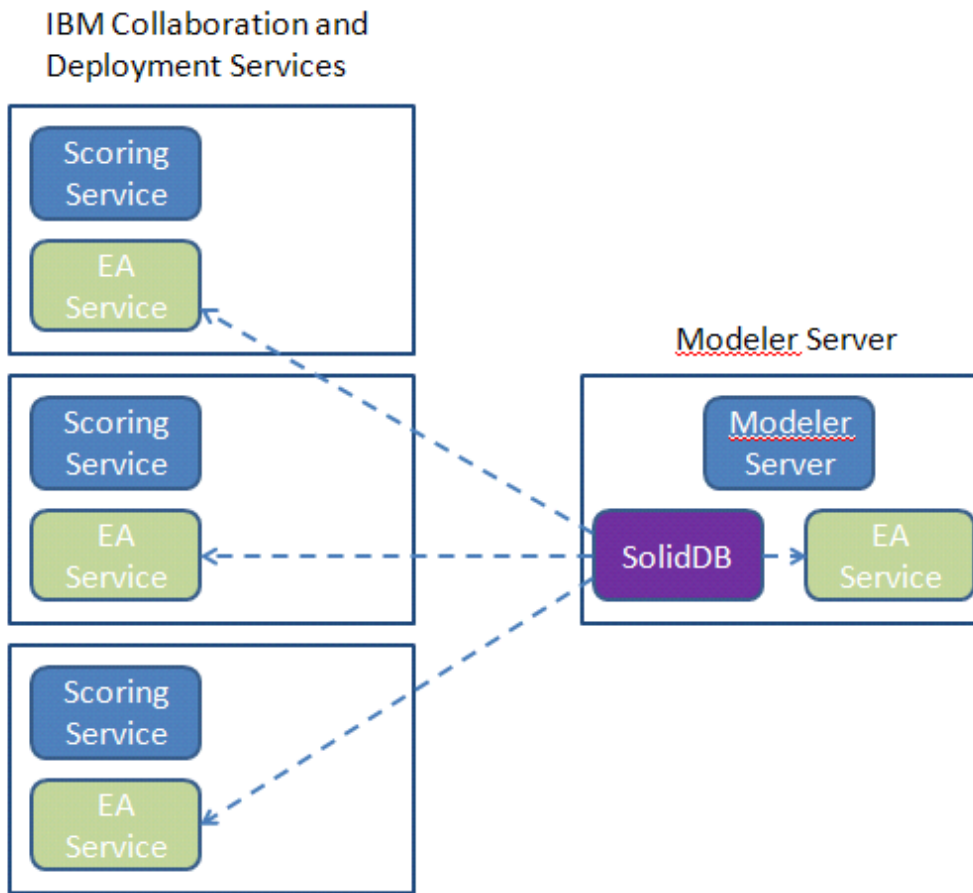 IBM Collaboration and
Deployment Services
Scoring
Service
EA
Service
Scoring
Service
EA
Service
Scoring
Service
EA
Service
Modeler Server
Modeler
Server
SolidDB
EA
Service